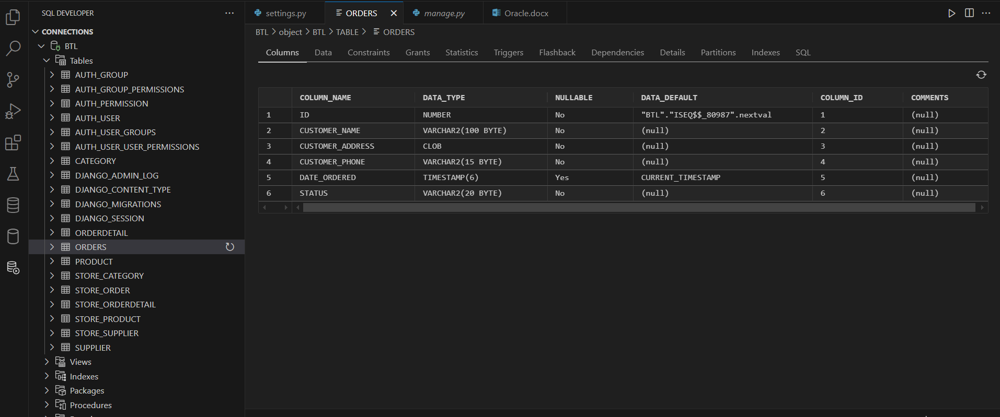 SQL DEVELOPER
CONNECTIONS
BTL
Tables
AUTH_GROUP
AUTH_GROUP_PERMISSIONS
AUTH_PERMISSION
AUTH_USER
AUTH_USER_GROUPS
AUTH_USER_USER_PERMISSIONS
CATEGORY
DJANGO_ADMIN_LOG
DJANGO_CONTENT_TYPE
DJANGO_MIGRATIONS
DJANGO_SESSION
ORDERDETAIL
ORDERS
PRODUCT
STORE_CATEGORY
STORE_ORDER
STORE_ORDERDETAIL
STORE_PRODUCT
STORE_SUPPLIER
SUPPLIER
Views
Indexes
Packages
Procedures
settings.py ORDERS manage.py Oracle.docx
BTL > object > BTL > TABLE > ORDERS
Columns Data Constraints Grants Statistics Triggers Flashback Dependencies Details Partitions Indexes SQL
COLUMN_NAME DATA_TYPE NULLABLE DATA_DEFAULT COLUMN_ID COMMENTS
1 ID NUMBER No "BTL"."ISEQ$$_80987".nextval 1 (null)
2 CUSTOMER_NAME VARCHAR2(100 BYTE) No (null) 2 (null)
3 CUSTOMER_ADDRESS CLOB No (null) 3 (null)
4 CUSTOMER_PHONE VARCHAR2(15 BYTE) No (null) 4 (null)
5 DATE_ORDERED TIMESTAMP(6) Yes CURRENT_TIMESTAMP 5 (null)
6 STATUS VARCHAR2(20 BYTE) No (null) 6 (null)